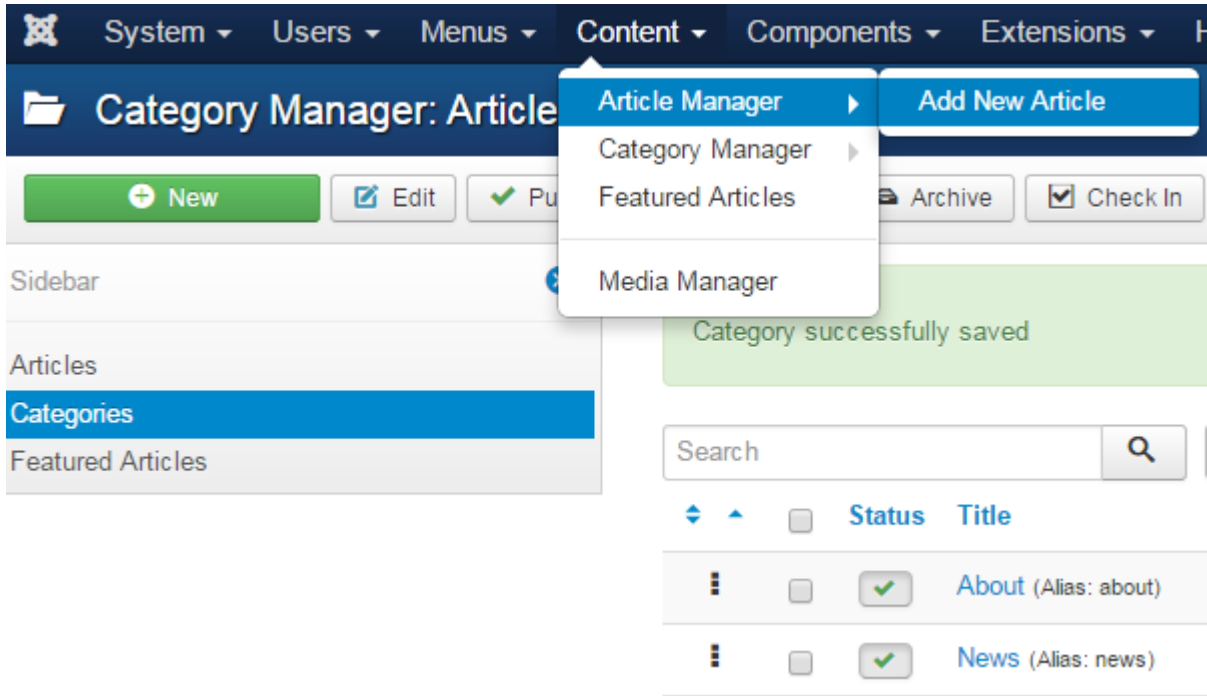 System Users Menus Content Components Extensions
Category Manager: Article
Article Manager
Add New Article
Category Manager
Featured Articles
Media Manager
New Edit Pu Archive Check In
Sidebar
Articles
Categories
Featured Articles
Category successfully saved
Search
Status Title
About (Alias: about)
News (Alias: news)